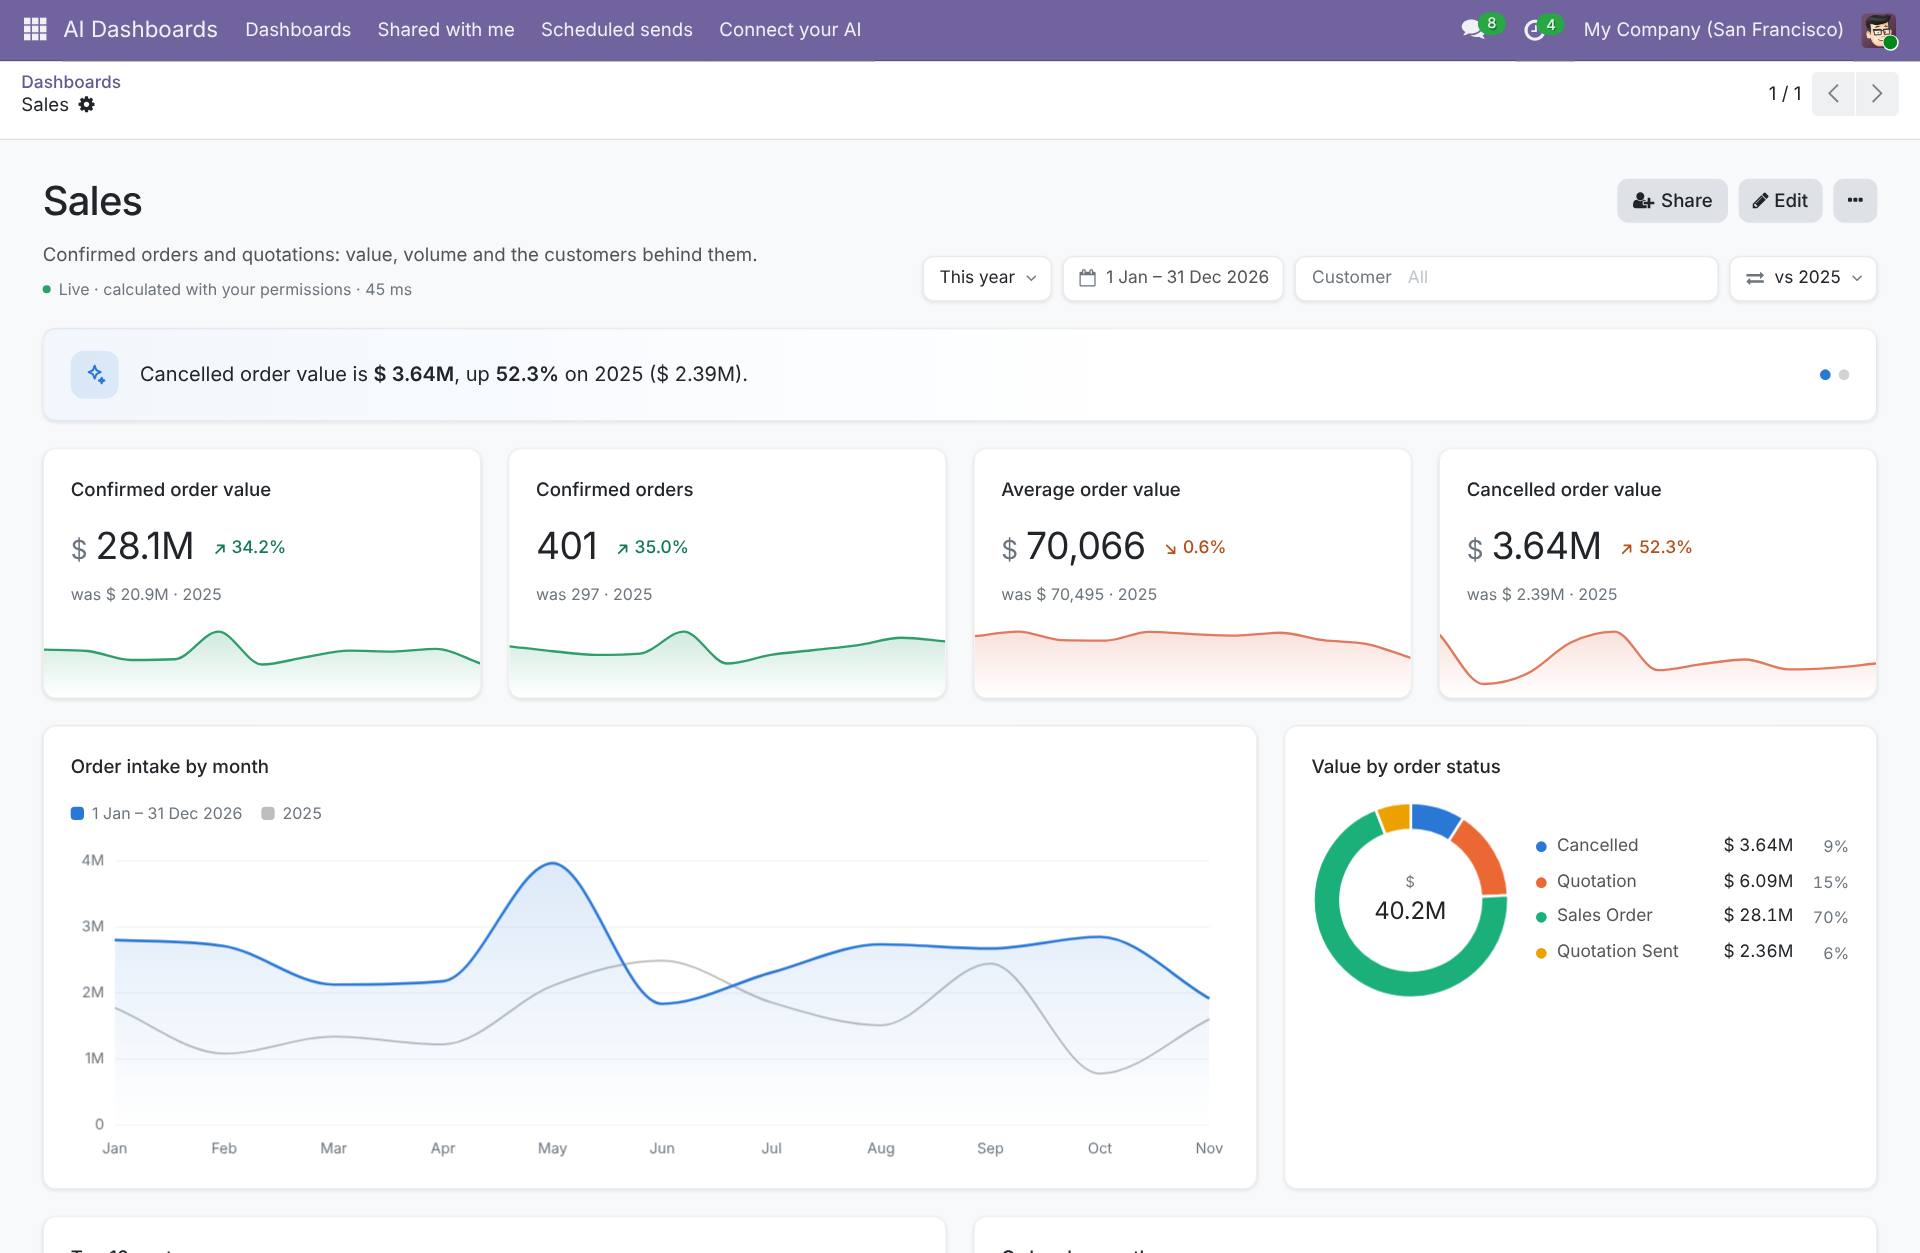 AI Dashboards Dashboards Shared with me Scheduled sends Connect your AI 8 4 My Company (San Francisco)
Dashboards
Sales
1 / 1
Sales
Share Edit
Confirmed orders and quotations: value, volume and the customers behind them.
Live · calculated with your permissions · 45 ms
This year 1 Jan – 31 Dec 2026 Customer All vs 2025
Cancelled order value is $ 3.64M, up 52.3% on 2025 ($ 2.39M).
Confirmed order value
$ 28.1M 34.2%
was $ 20.9M · 2025
Confirmed orders
401 35.0%
was 297 · 2025
Average order value
$ 70,066 0.6%
was $ 70,495 · 2025
Cancelled order value
$ 3.64M 52.3%
was $ 2.39M · 2025
Order intake by month
1 Jan – 31 Dec 2026 2025
4M
3M
2M
1M
0
Jan Feb Mar Apr May Jun Jul Aug Sep Oct Nov
Value by order status
$
40.2M
Cancelled $ 3.64M 9%
Quotation $ 6.09M 15%
Sales Order $ 28.1M 70%
Quotation Sent $ 2.36M 6%